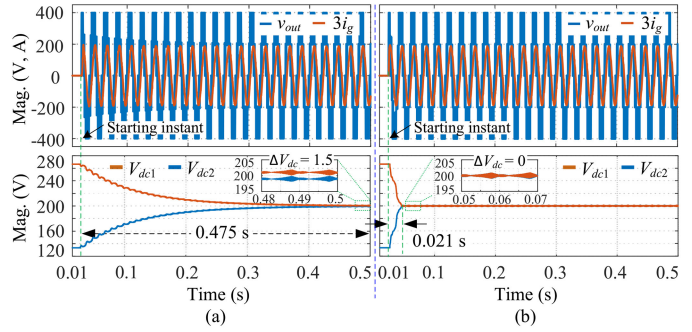 400
200
0
-200
-400
Mag. (V, A)
v_out 3i_g
Starting instant
v_out 3i_g
Starting instant
280
240
200
160
120
Mag. (V)
V_dc1 V_dc2
ΔV_dc = 1.5
205
200
195
0.48 0.49 0.5
0.475 s
0.01 0.1 0.2 0.3 0.4 0.5
Time (s)
(a)
ΔV_dc = 0
205
200
195
0.05 0.06 0.07
V_dc1 V_dc2
0.021 s
0.01 0.1 0.2 0.3 0.4 0.5
Time (s)
(b)